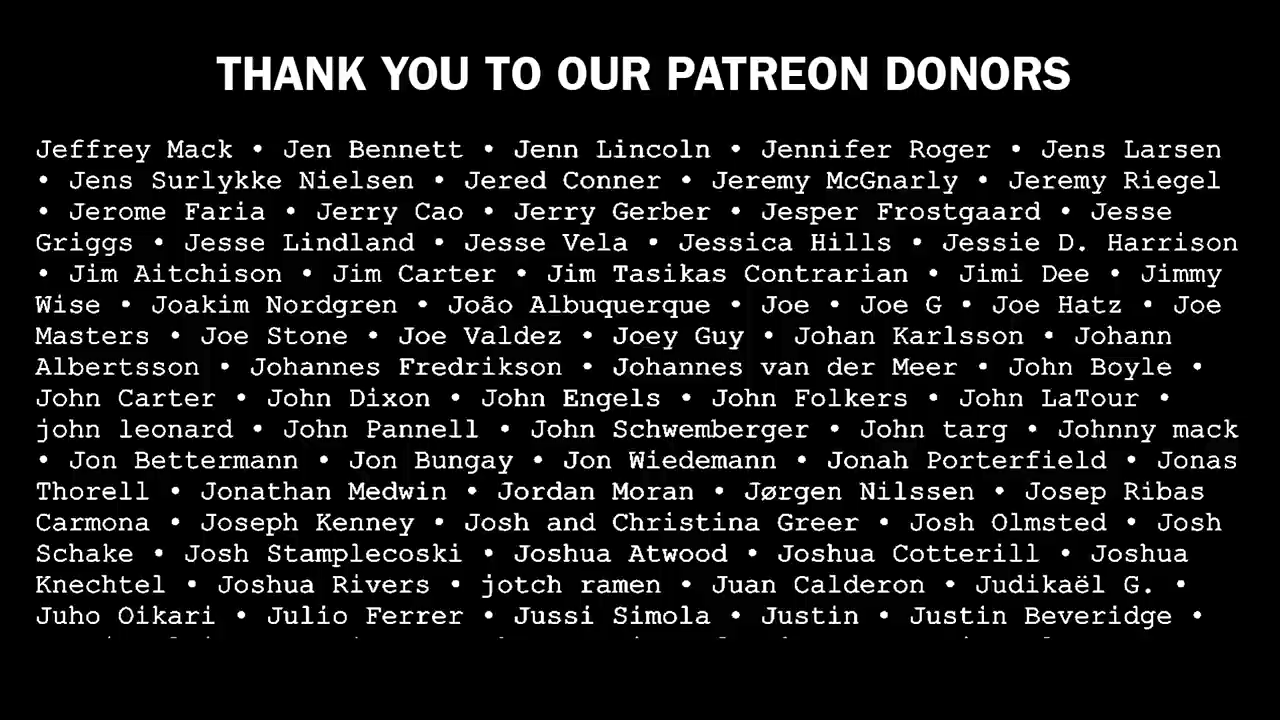 THANK YOU TO OUR PATREON DONORS
Jeffrey Mack • Jen Bennett • Jenn Lincoln • Jennifer Roger • Jens Larsen
• Jens Surlykke Nielsen • Jered Conner • Jeremy McGnarly • Jeremy Riegel
• Jerome Faria • Jerry Cao • Jerry Gerber • Jesper Frostgaard • Jesse
Griggs • Jesse Lindland • Jesse Vela • Jessica Hills • Jessie D. Harrison
• Jim Aitchison • Jim Carter • Jim Tasikas Contrarian • Jimi Dee • Jimmy
Wise • Joakim Nordgren • João Albuquerque • Joe • Joe G • Joe Hatz • Joe
Masters • Joe Stone • Joe Valdez • Joey Guy • Johan Karlsson • Johann
Albertsson • Johannes Fredrikson • Johannes van der Meer • John Boyle •
John Carter • John Dixon • John Engels • John Folkers • John LaTour •
john leonard • John Pannell • John Schwemberger • John targ • Johnny mack
• Jon Bettermann • Jon Bungay • Jon Wiedemann • Jonah Porterfield • Jonas
Thorell • Jonathan Medwin • Jordan Moran • Jørgen Nilssen • Josep Ribas
Carmona • Joseph Kenney • Josh and Christina Greer • Josh Olmsted • Josh
Schake • Josh Stamplecoski • Joshua Atwood • Joshua Cotterill • Joshua
Knechtel • Joshua Rivers • jotch ramen • Juan Calderon • Judikaël G. •
Juho Oikari • Julio Ferrer • Jussi Simola • Justin • Justin Beveridge •